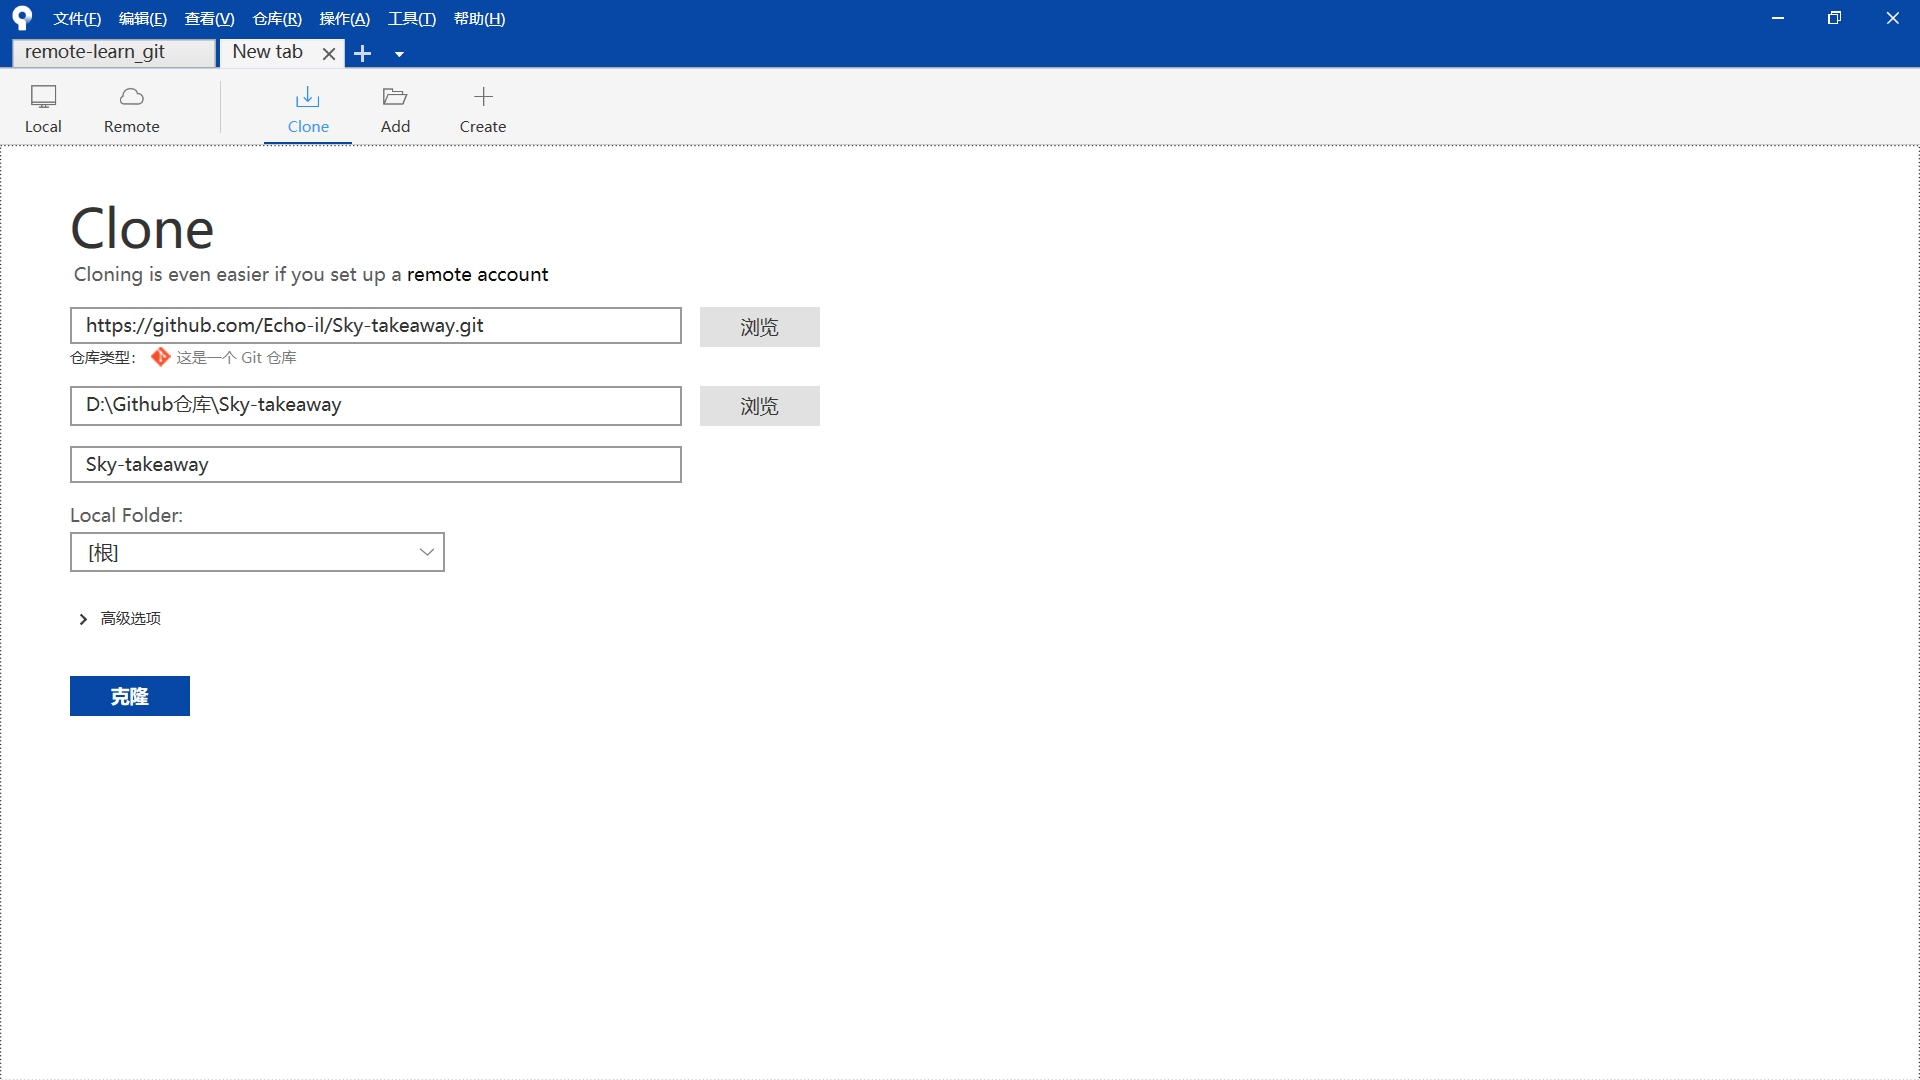 文件(F) 编辑(E) 查看(V) 仓库(R) 操作(A) 工具(T) 帮助(H)
remote-learn_git New tab
Local Remote Clone Add Create
Clone
Cloning is even easier if you set up a remote account
https://github.com/Echo-il/Sky-takeaway.git 浏览
仓库类型: 这是一个 Git 仓库
D:\Github仓库\Sky-takeaway 浏览
Sky-takeaway
Local Folder:
[根]
高级选项
克隆